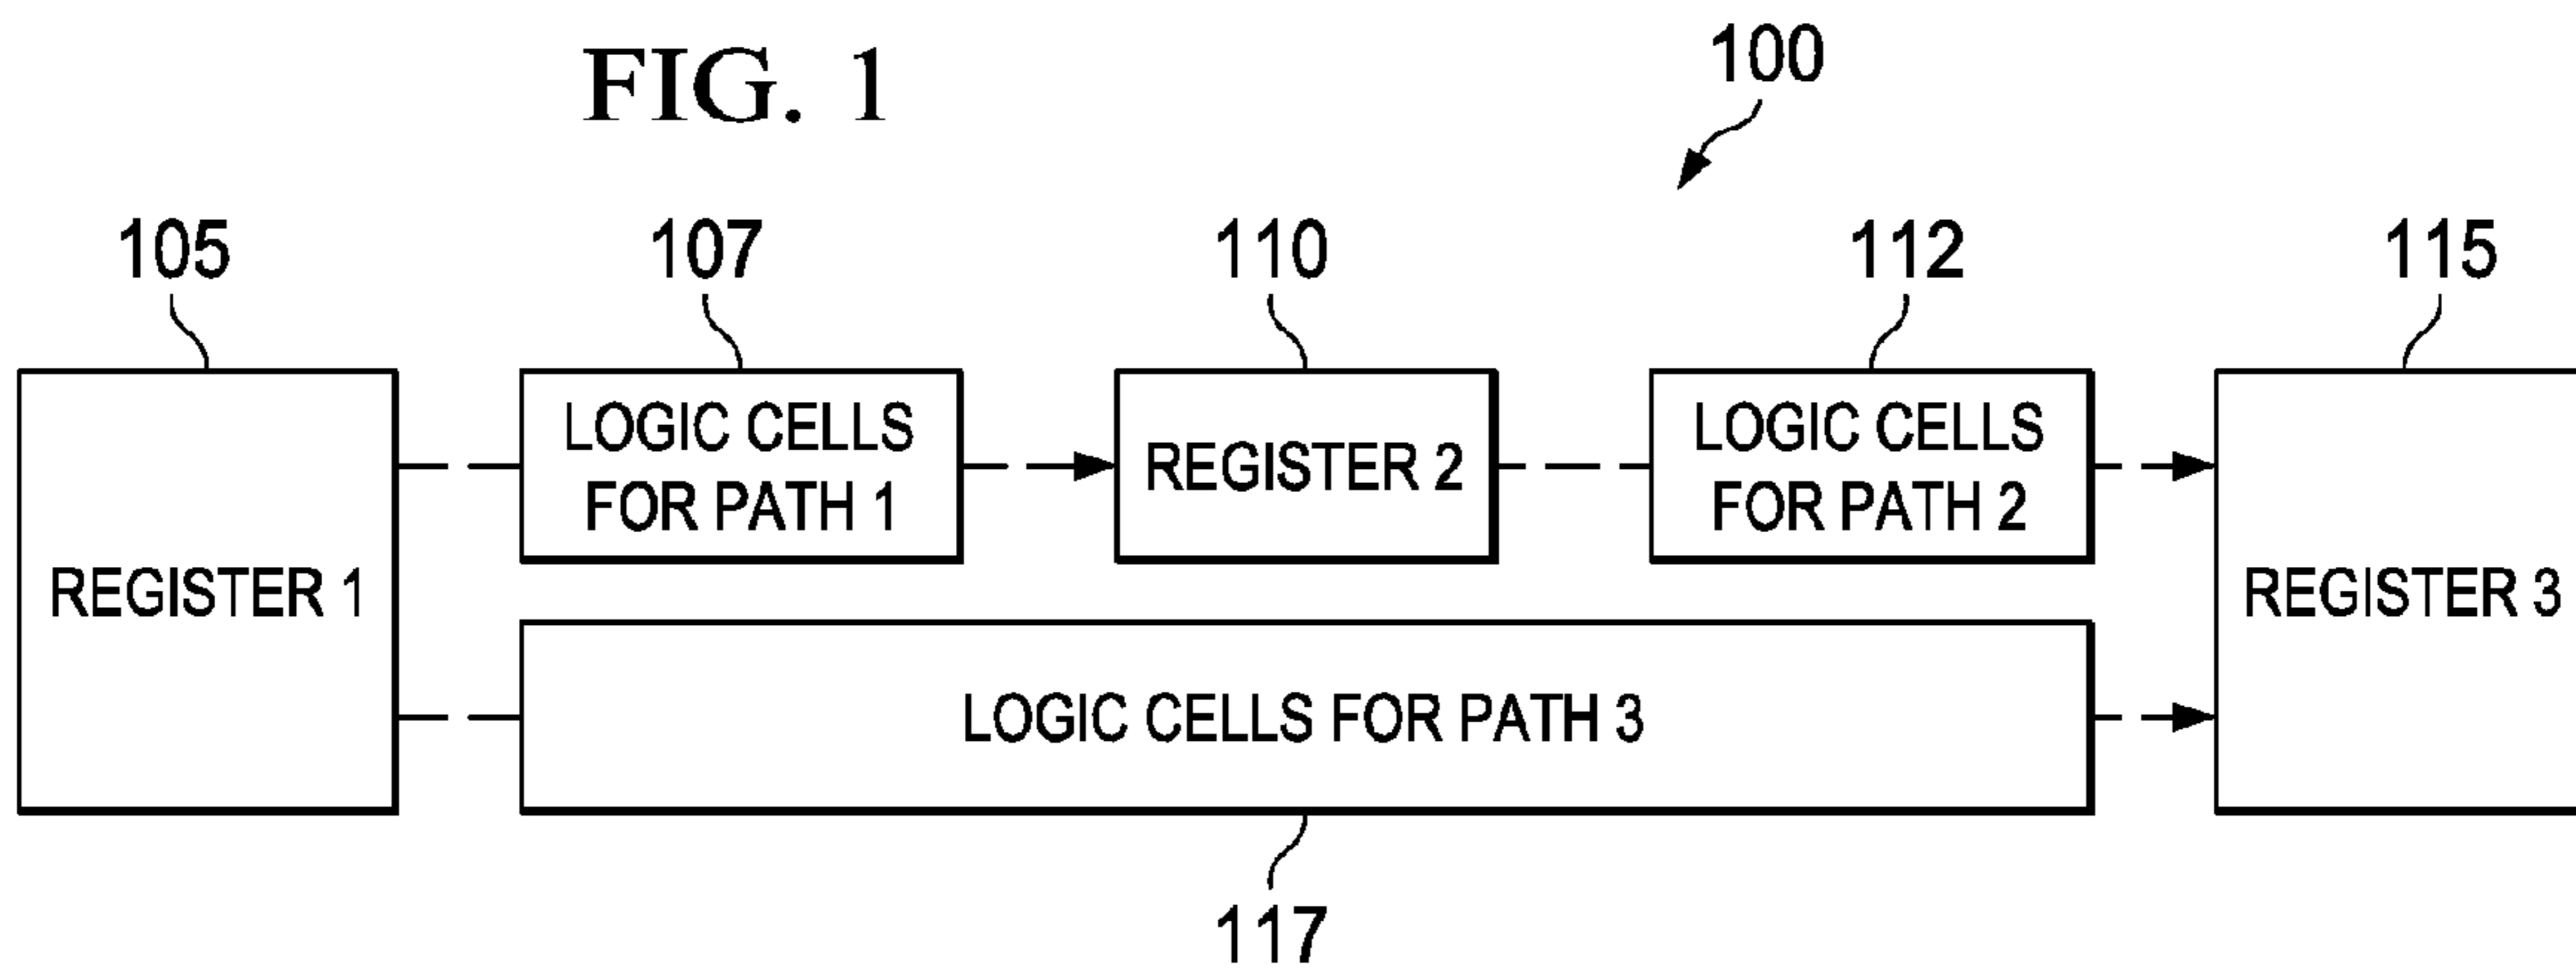 FIG. 1
100
105
107
110
112
115
REGISTER 1
LOGIC CELLS
FOR PATH 1
REGISTER 2
LOGIC CELLS
FOR PATH 2
REGISTER 3
LOGIC CELLS FOR PATH 3
117